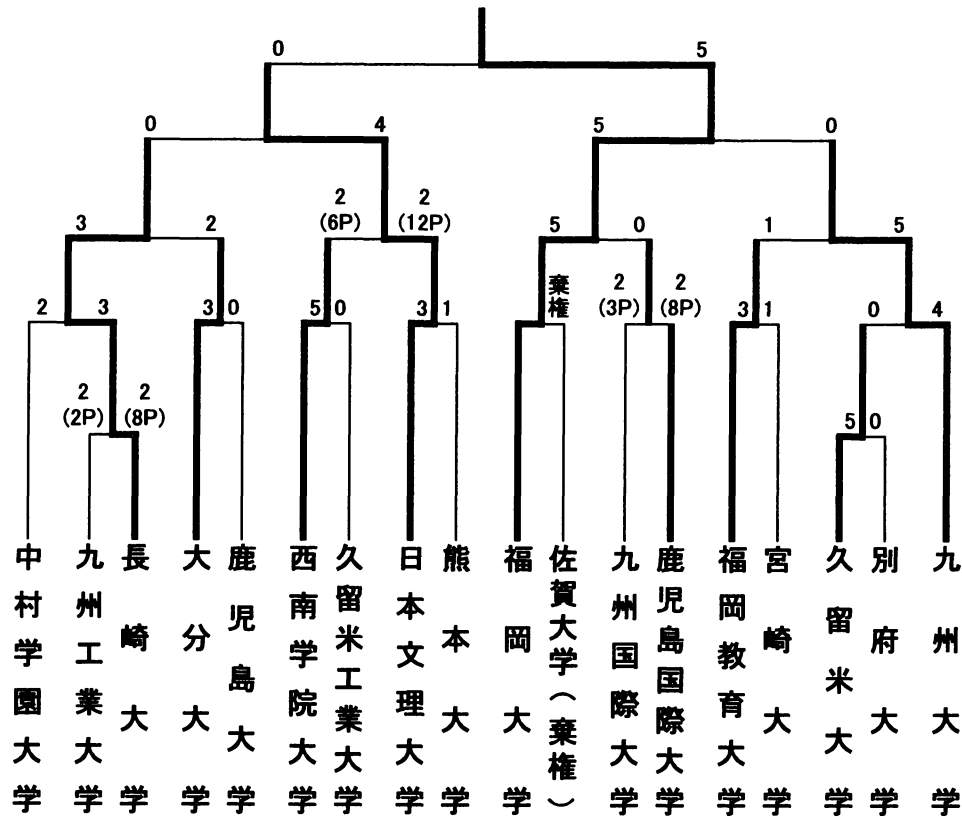 0 5
0 4 5 0
3 2 2 (6P) 2 (12P) 5 0 1 5
2 3 3 0 5 0 3 1 棄権 2 (3P) 2 (8P) 3 1 0 4
2 (2P) 2 (8P) 5 0
中村学園大学
九州工業大学
長崎大学
大分大学
鹿児島大学
西南学院大学
久留米工業大学
日本文理大学
熊本大学
福岡大学
佐賀大学(棄権)
九州国際大学
鹿児島国際大学
福岡教育大学
宮崎大学
久留米大学
別府大学
九州大学